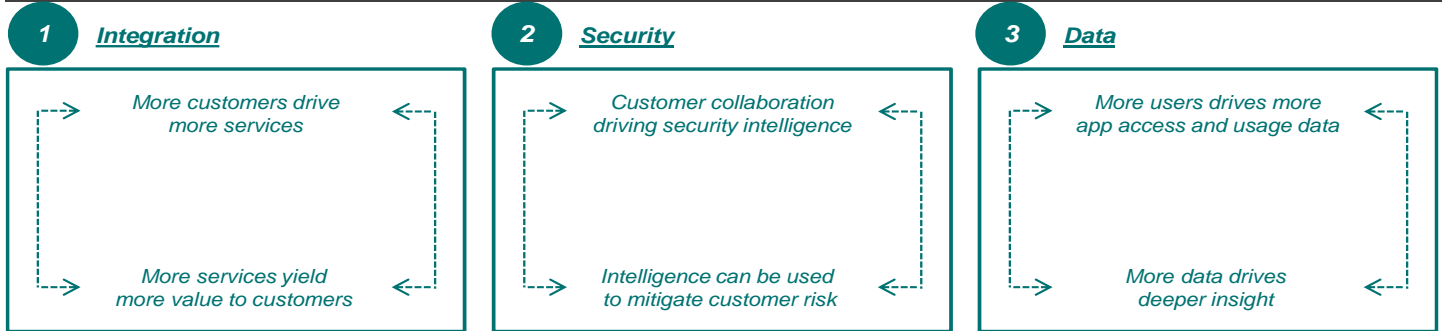 1
Integration
More customers drive
more services
More services yield
more value to customers
2
Security
Customer collaboration
driving security intelligence
Intelligence can be used
to mitigate customer risk
3
Data
More users drives more
app access and usage data
More data drives
deeper insight